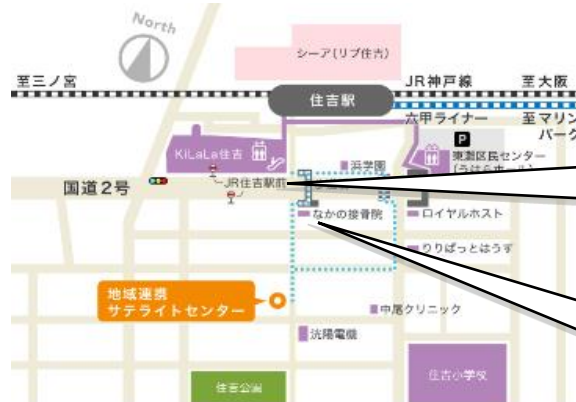 North
シーア(リブ住吉)
至三ノ宮
JR神戸線
至大阪
住吉駅
六甲ライナー
至マリン
パーク
KiLaLa住吉
P
浜学園
東灘区民センター
(うはらホール)
国道2号
JR住吉駅前
なかの接骨院
ロイヤルホスト
りりぱっとはうす
地域連携
サテライトセンター
中尾クリニック
洸陽電機
住吉公園
住吉小学校